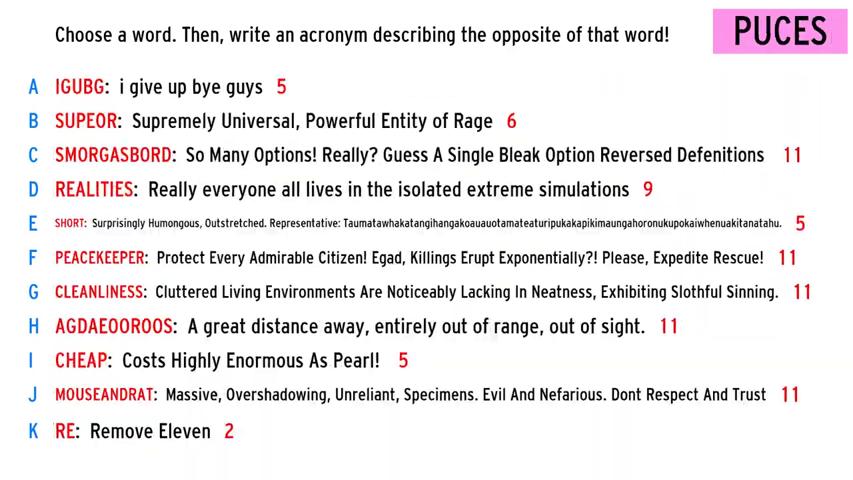 Choose a word. Then, write an acronym describing the opposite of that word!
PUCES
A IGUBG: i give up bye guys 5
B SUPEOR: Supremely Universal, Powerful Entity of Rage 6
C SMORGASBORD: So Many Options! Really? Guess A Single Bleak Option Reversed Defenitions 11
D REALITIES: Really everyone all lives in the isolated extreme simulations 9
E SHORT: Surprisingly Humongous, Outstretched. Representative: Taumatawhakatangihangakoauauotamateaturipukakapikimaungahoronukupokaiwhenuakitanatahu. 5
F PEACEKEEPER: Protect Every Admirable Citizen! Egad, Killings Erupt Exponentially?! Please, Expedite Rescue! 11
G CLEANLINESS: Cluttered Living Environments Are Noticeably Lacking In Neatness, Exhibiting Slothful Sinning. 11
H AGDAEOOROOS: A great distance away, entirely out of range, out of sight. 11
I CHEAP: Costs Highly Enormous As Pearl! 5
J MOUSEANDRAT: Massive, Overshadowing, Unreliant, Specimens. Evil And Nefarious. Dont Respect And Trust 11
K RE: Remove Eleven 2